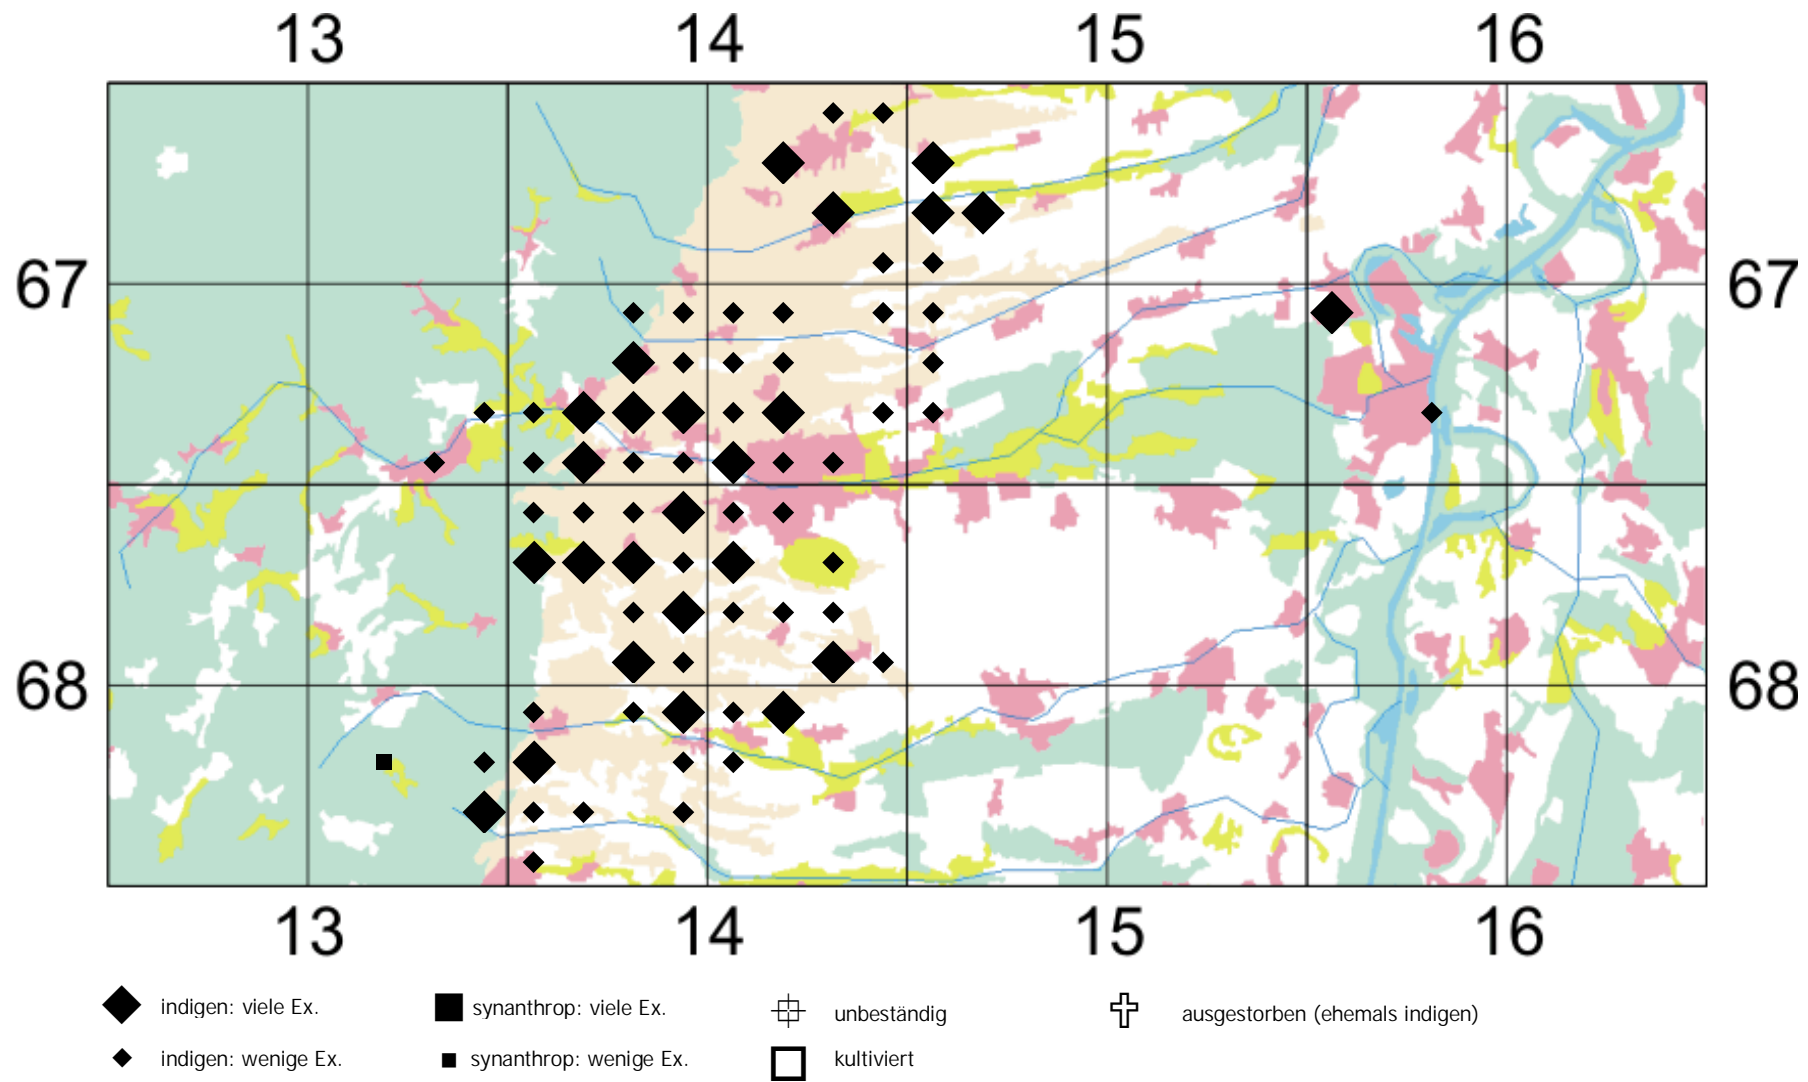 13 14 15 16
67 67
68 68
13 14 15 16
indigen: viele Ex. synanthrop: viele Ex. unbeständig ausgestorben (ehemals indigen)
indigen: wenige Ex. synanthrop: wenige Ex. kultiviert